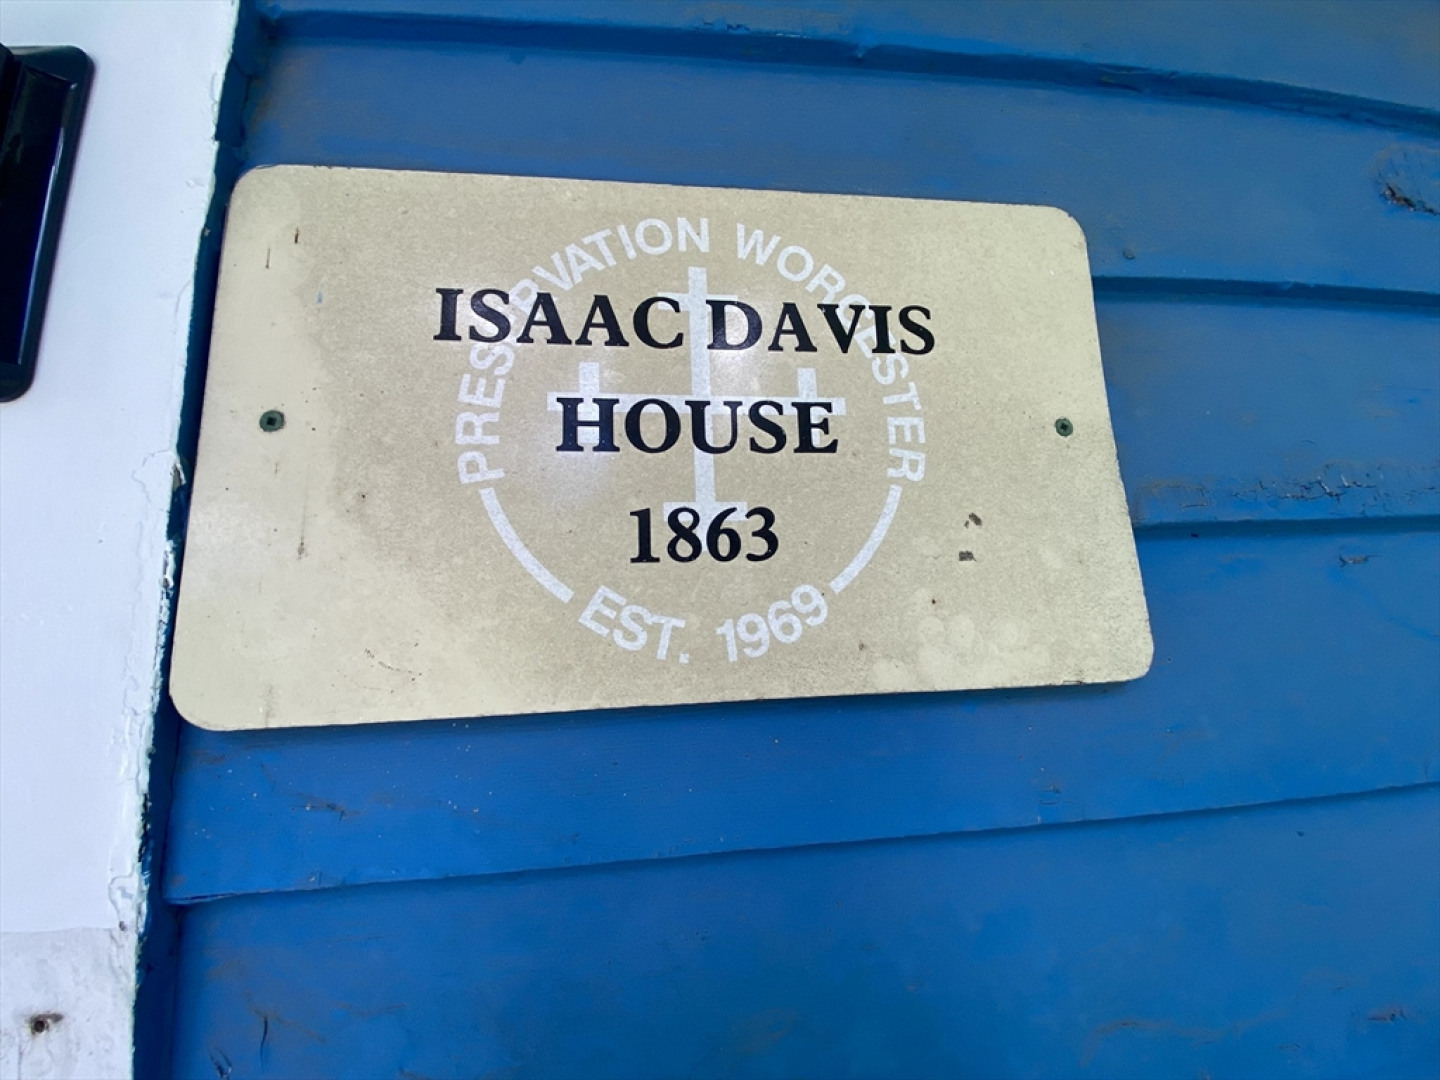 PRESERVATION WORCESTER
ISAAC DAVIS
HOUSE
1863
EST. 1969